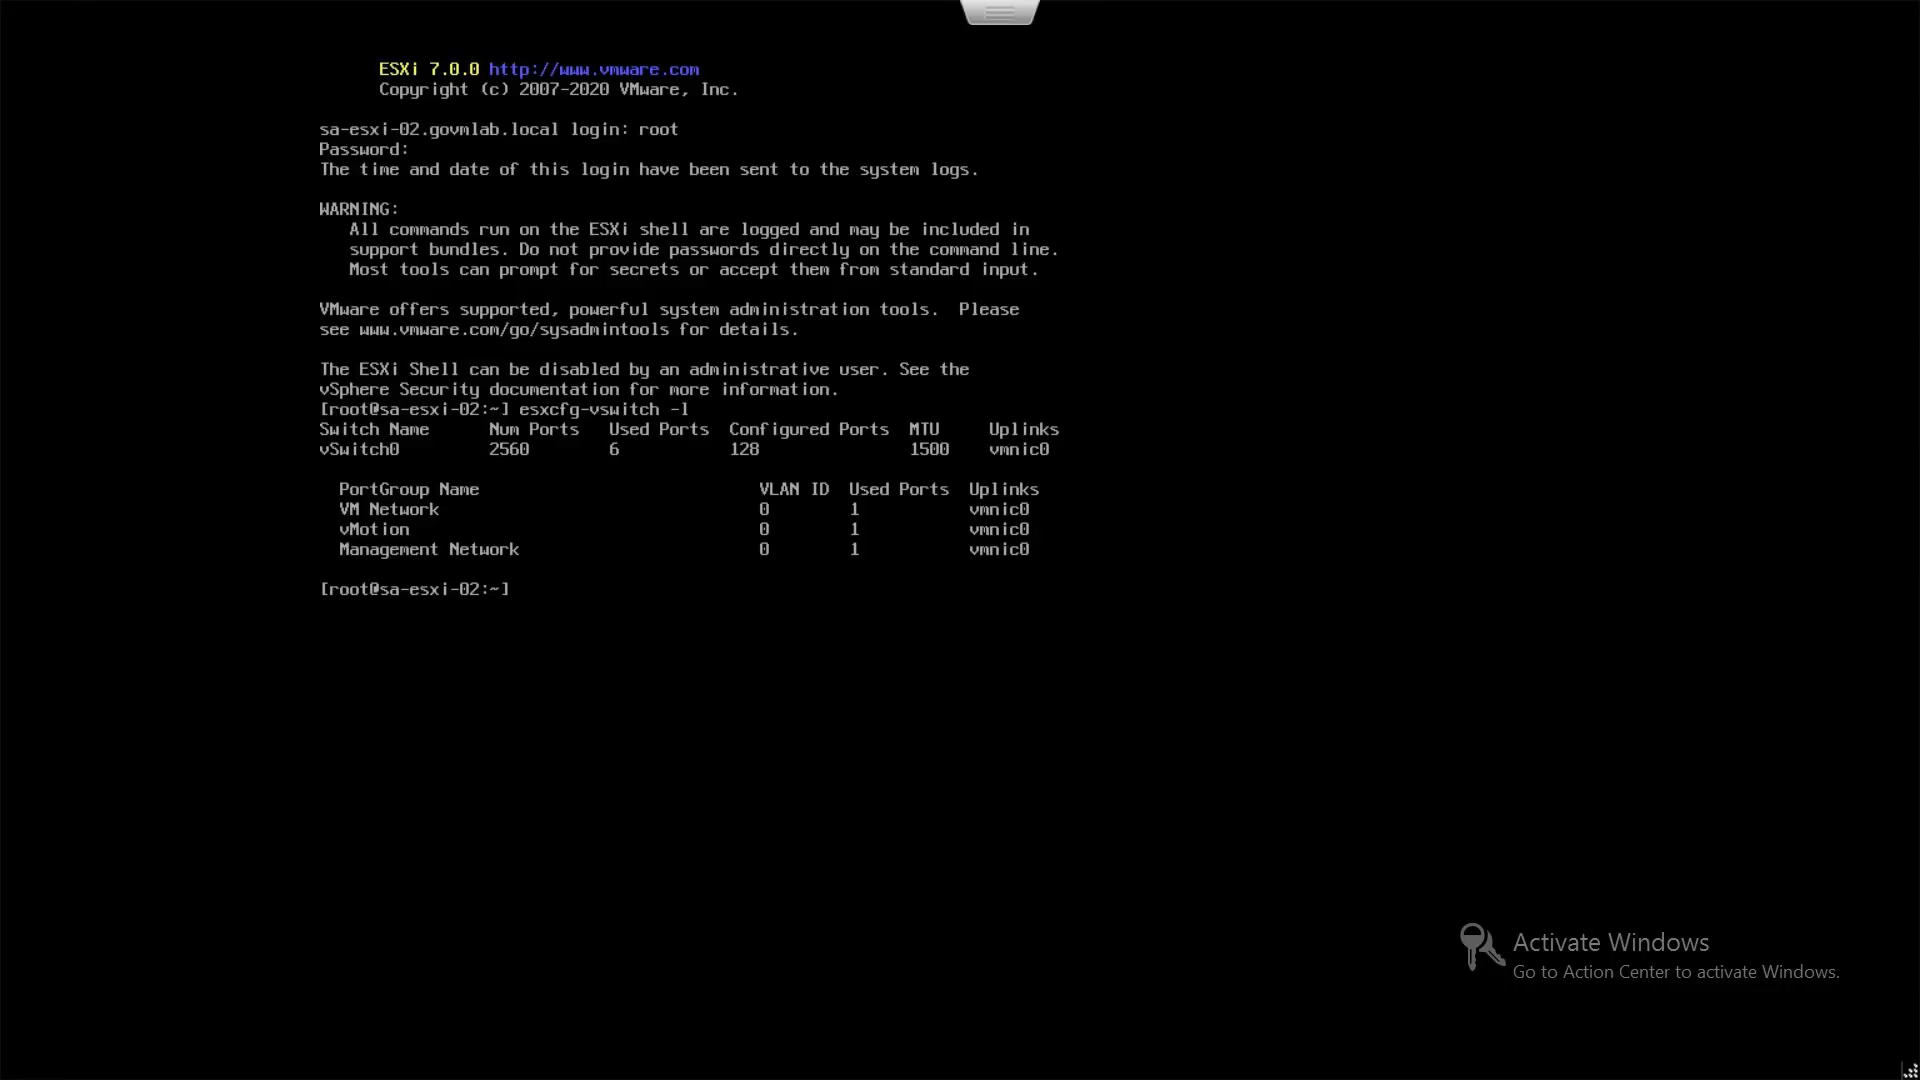 ESXi 7.0.0 http://www.vmware.com
Copyright (c) 2007-2020 VMware, Inc.
sa-esxi-02.govmlab.local login: root
Password:
The time and date of this login have been sent to the system logs.
WARNING:
All commands run on the ESXi shell are logged and may be included in
support bundles. Do not provide passwords directly on the command line.
Most tools can prompt for secrets or accept them from standard input.
VMware offers supported, powerful system administration tools.  Please
see www.vmware.com/go/sysadmintools for details.
The ESXi Shell can be disabled by an administrative user. See the
vSphere Security documentation for more information.
[root@sa-esxi-02:~] esxcfg-vswitch -l
Switch Name      Num Ports   Used Ports  Configured Ports  MTU     Uplinks
vSwitch0         2560        6           128               1500    vmnic0
PortGroup Name                            VLAN ID  Used Ports  Uplinks
VM Network                                0        1           vmnic0
vMotion                                   0        1           vmnic0
Management Network                        0        1           vmnic0
[root@sa-esxi-02:~]
Activate Windows
Go to Action Center to activate Windows.